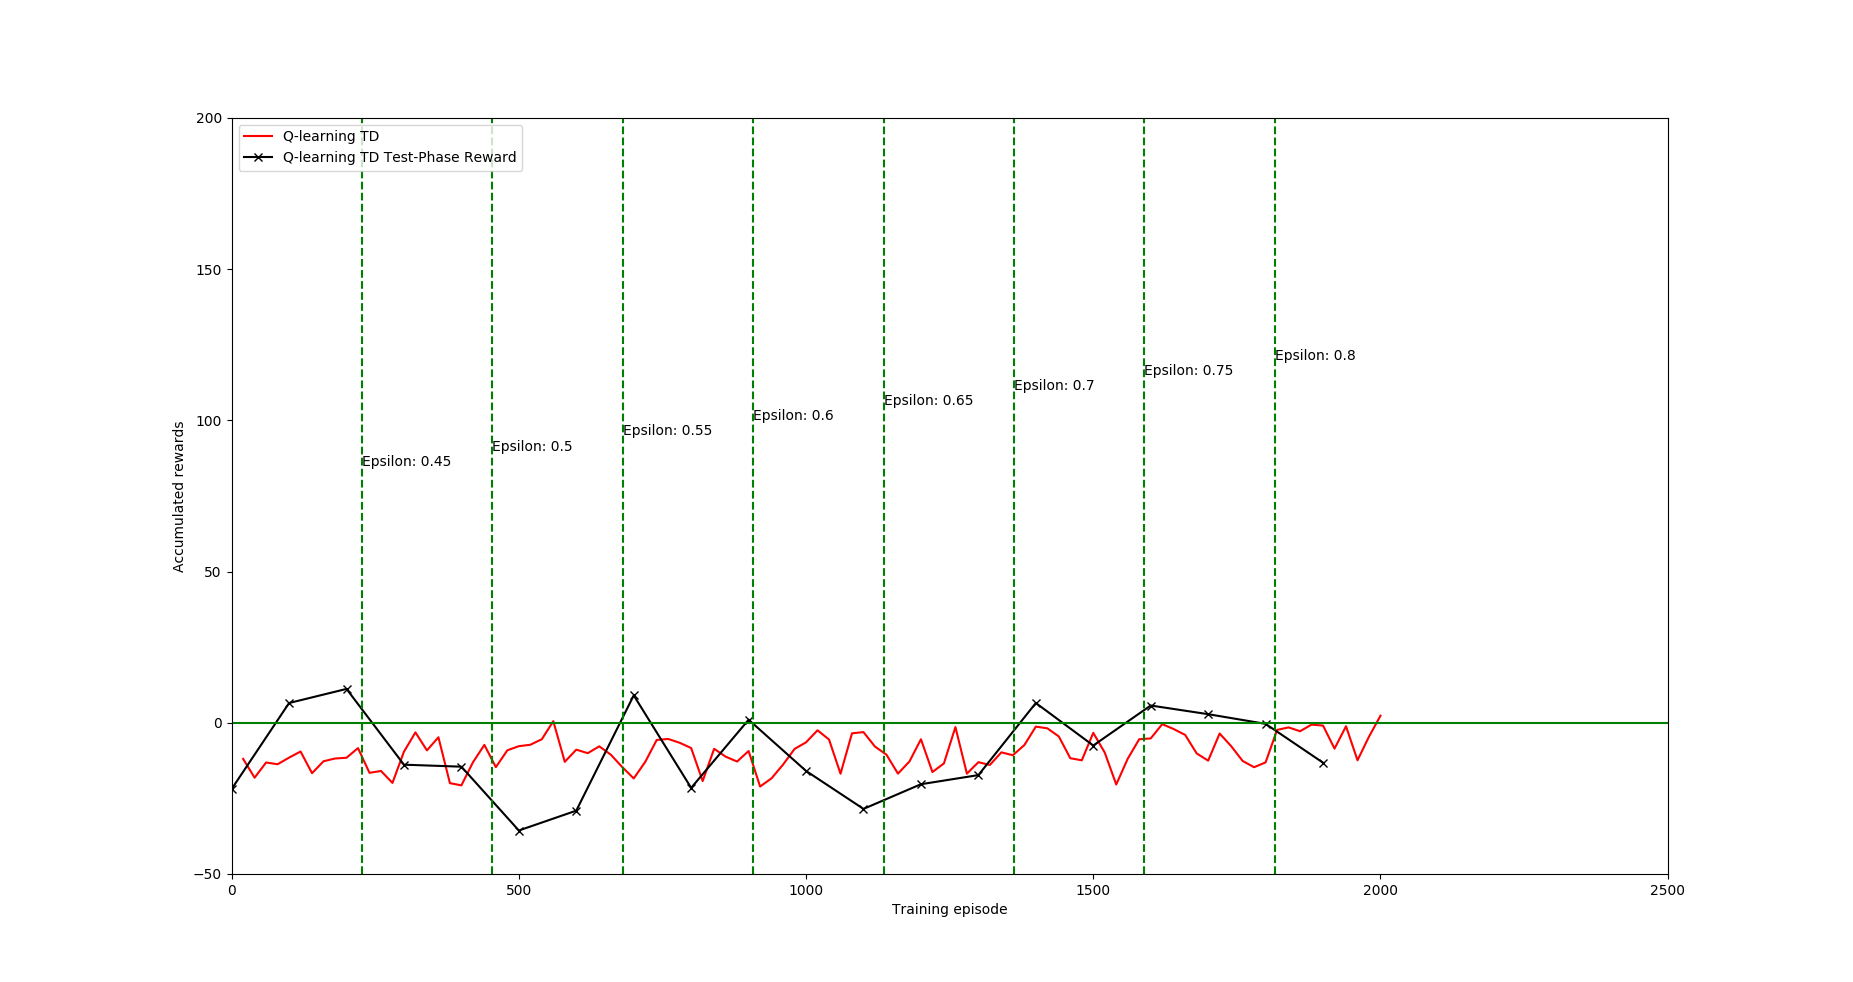 200
150
100
50
0
−50
0
500
1000
1500
2000
2500
Accumulated rewards
Training episode
Q-learning TD
Q-learning TD Test-Phase Reward
Epsilon: 0.45
Epsilon: 0.5
Epsilon: 0.55
Epsilon: 0.6
Epsilon: 0.65
Epsilon: 0.7
Epsilon: 0.75
Epsilon: 0.8